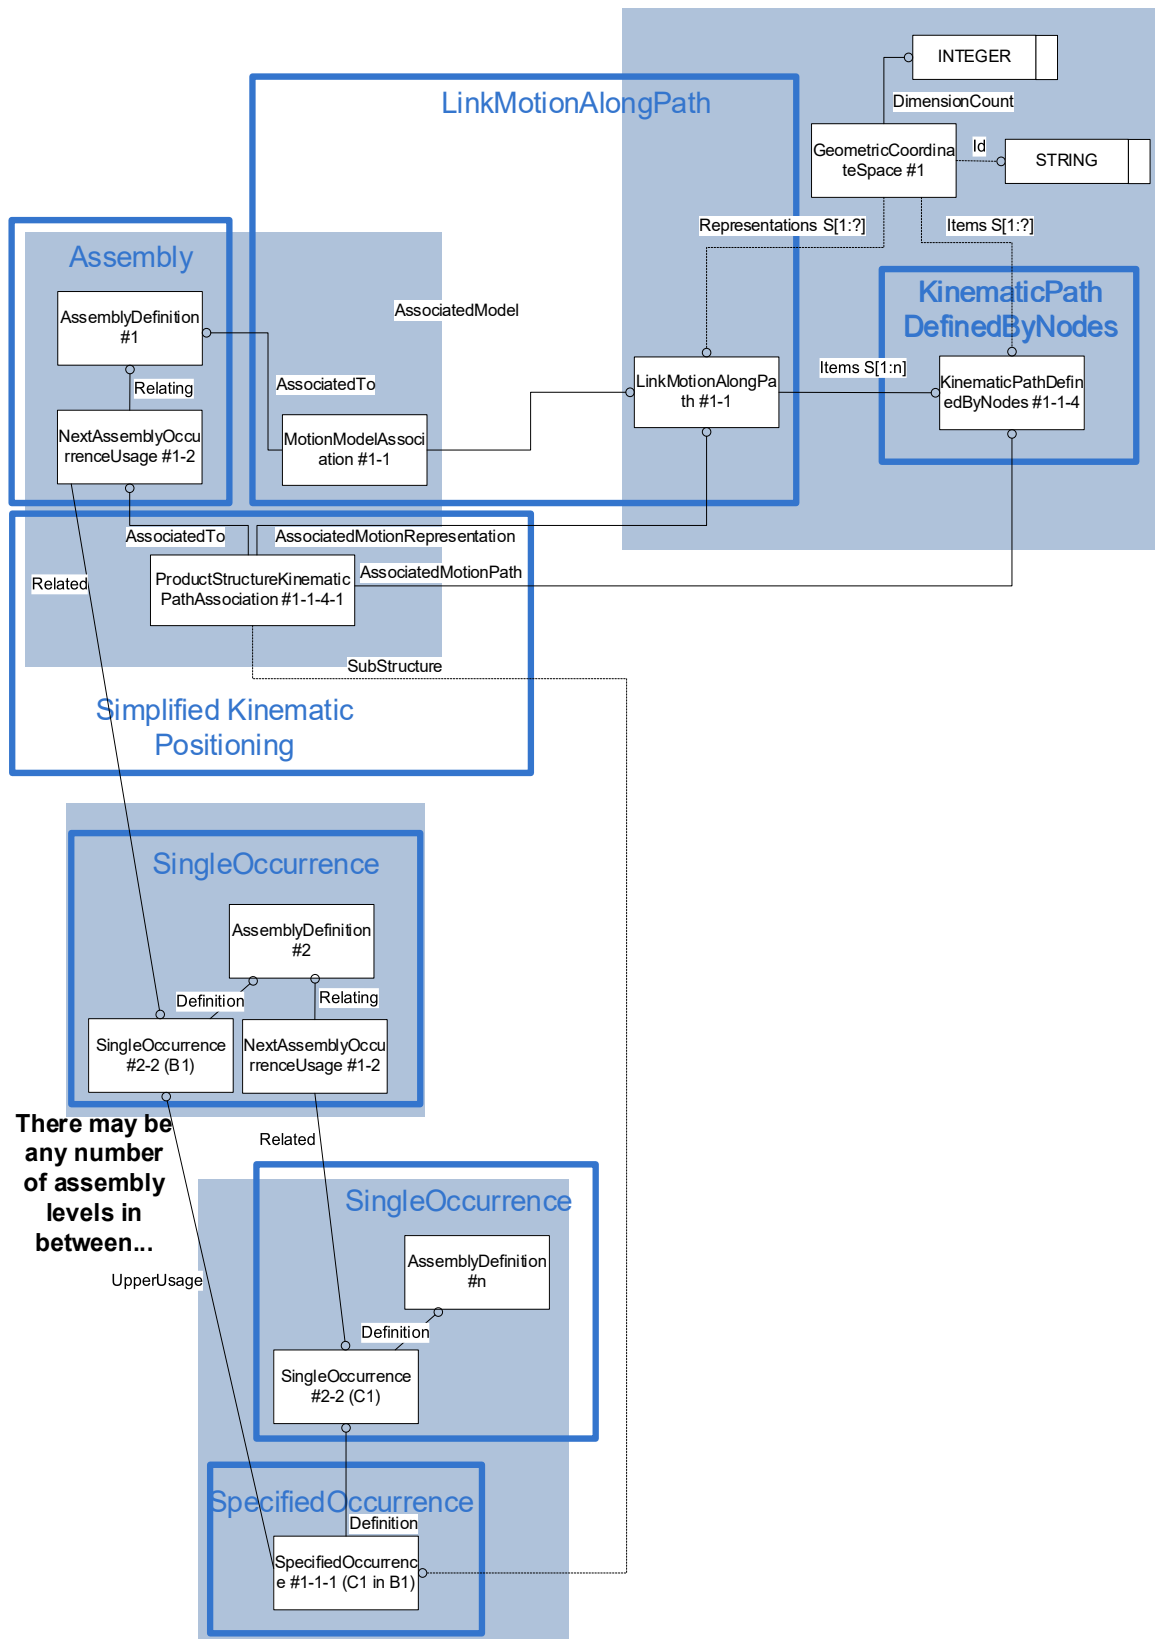 INTEGER
DimensionCount
LinkMotionAlongPath
GeometricCoordina
teSpace #1
Id
STRING
Representations S[1:?]
Items S[1:?]
Assembly
KinematicPath
DefinedByNodes
AssemblyDefinition
#1
AssociatedModel
Relating
AssociatedTo
LinkMotionAlongPa
th #1-1
Items S[1:n]
KinematicPathDefin
edByNodes #1-1-4
NextAssemblyOccu
rrenceUsage #1-2
MotionModelAssoci
ation #1-1
AssociatedTo
AssociatedMotionRepresentation
Related
ProductStructureKinematic
PathAssociation #1-1-4-1
AssociatedMotionPath
SubStructure
Simplified Kinematic
Positioning
SingleOccurrence
AssemblyDefinition
#2
Definition
Relating
SingleOccurrence
#2-2 (B1)
NextAssemblyOccu
rrenceUsage #1-2
There may be
any number
of assembly
levels in
between...
Related
SingleOccurrence
UpperUsage
AssemblyDefinition
#n
Definition
SingleOccurrence
#2-2 (C1)
SpecifiedOccurrence
Definition
SpecifiedOccurrenc
e #1-1-1 (C1 in B1)